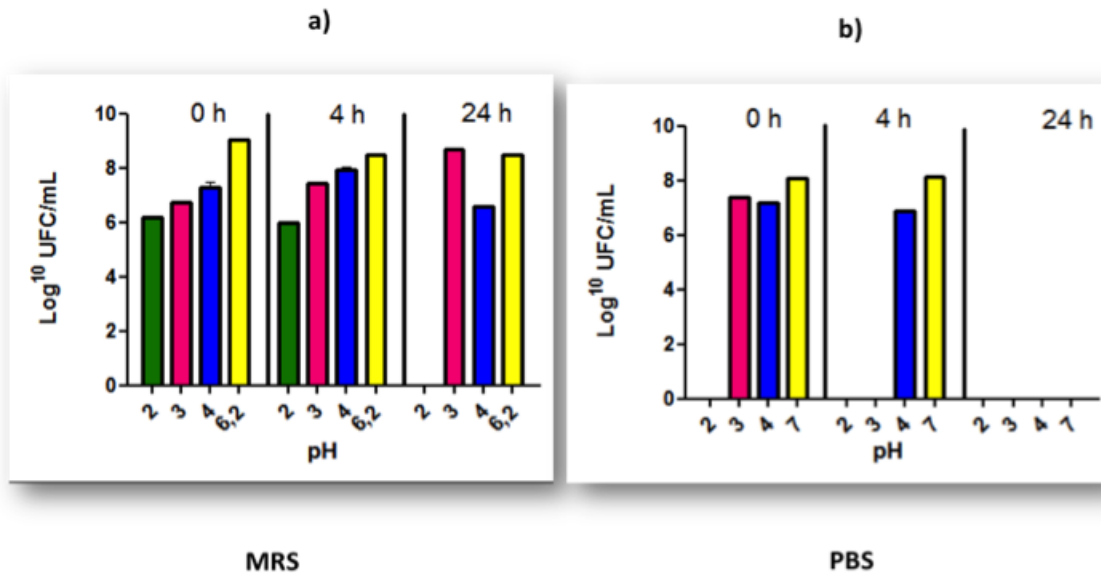 a)
b)
0 h 4 h 24 h
10
8
6
4
2
0
Log¹⁰ UFC/mL
2 3 4 6,2 2 3 4 6,2 2 3 4 6,2
pH
0 h 4 h 24 h
10
8
6
4
2
0
Log¹⁰ UFC/mL
2 3 4 7 2 3 4 7 2 3 4 7
pH
MRS
PBS